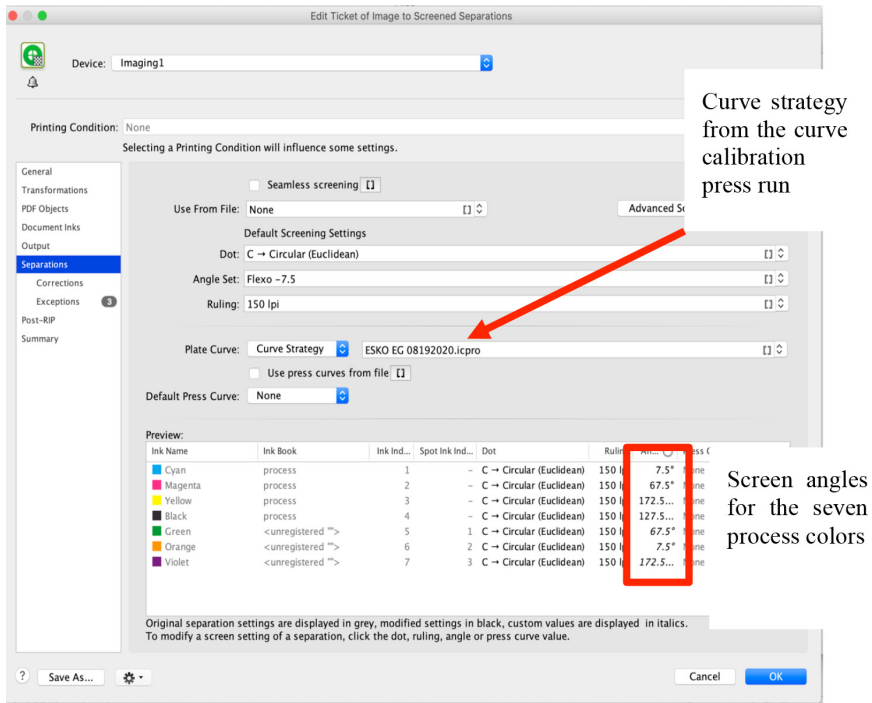 Edit Ticket of Image to Screened Separations
Device: Imaging1
Curve strategy
from the curve
calibration
press run
Printing Condition: None
Selecting a Printing Condition will influence some settings.
General
Transformations
PDF Objects
Document Inks
Output
Separations
Corrections
Exceptions 3
Post-RIP
Summary
Seamless screening []
Use From File: None []
Advanced
Default Screening Settings
Dot: C → Circular (Euclidean) []
Angle Set: Flexo -7.5 []
Ruling: 150 lpi []
Plate Curve: Curve Strategy ESKO EG 08192020.icpro []
Use press curves from file []
Default Press Curve: None
Preview:
Ink Name Ink Book Ink Ind... Spot Ink Ind... Dot
Cyan process 1 – C → Circular (Euclidean) 150 7.5°
Magenta process 2 – C → Circular (Euclidean) 150 67.5°
Yellow process 3 – C → Circular (Euclidean) 150 172.5...
Black process 4 – C → Circular (Euclidean) 150 127.5...
Green <unregistered ""> 5 1 C → Circular (Euclidean) 150 67.5°
Orange <unregistered ""> 6 2 C → Circular (Euclidean) 150 7.5°
Violet <unregistered ""> 7 3 C → Circular (Euclidean) 150 172.5...
Screen angles
for the seven
process colors
Original separation settings are displayed in grey, modified settings in black, custom values are displayed in italics.
To modify a screen setting of a separation, click the dot, ruling, angle or press curve value.
? Save As... Cancel OK